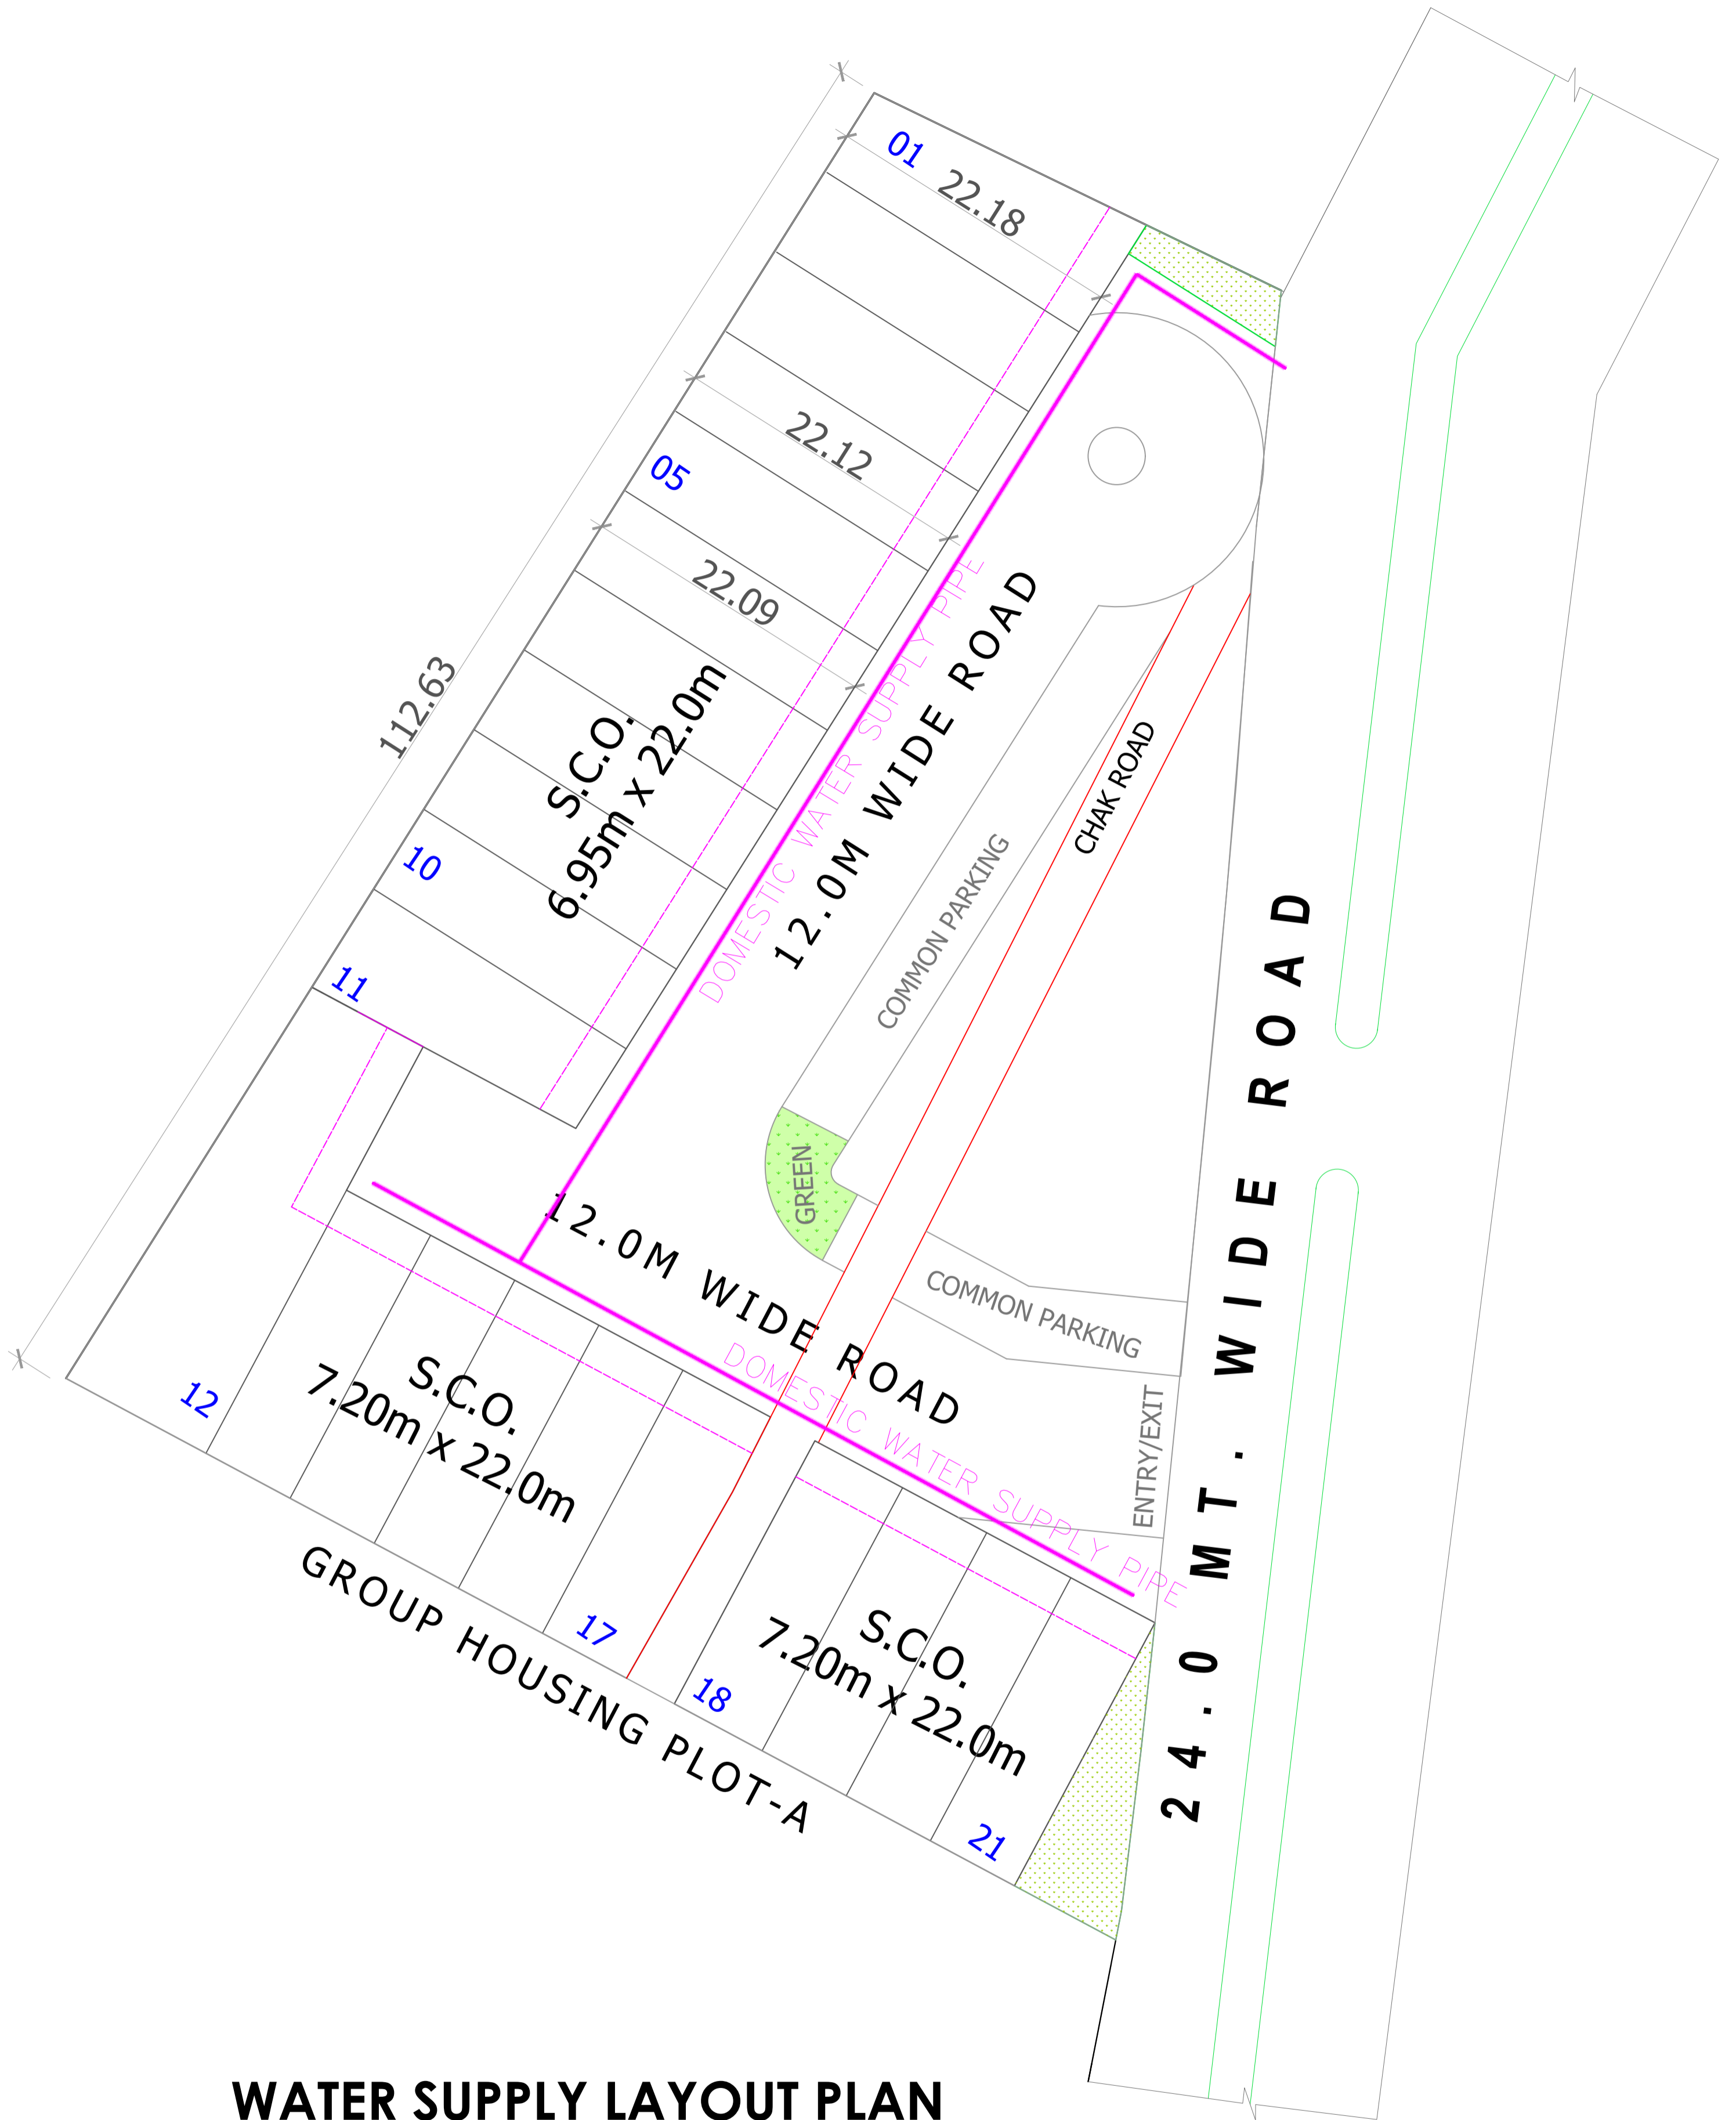 01
22.18
22.12
05
22.09
112.63
S.C.O.
6.95m x 22.0m
10
11
DOMESTIC WATER SUPPLY PIPE
12.0M WIDE ROAD
COMMON PARKING
CHAK ROAD
GREEN
12.0M WIDE ROAD
DOMESTIC WATER SUPPLY PIPE
COMMON PARKING
ENTRY/EXIT
24.0 MT. WIDE ROAD
12
S.C.O.
7.20m x 22.0m
17
18
S.C.O.
7.20m x 22.0m
21
GROUP HOUSING PLOT-A
WATER SUPPLY LAYOUT PLAN